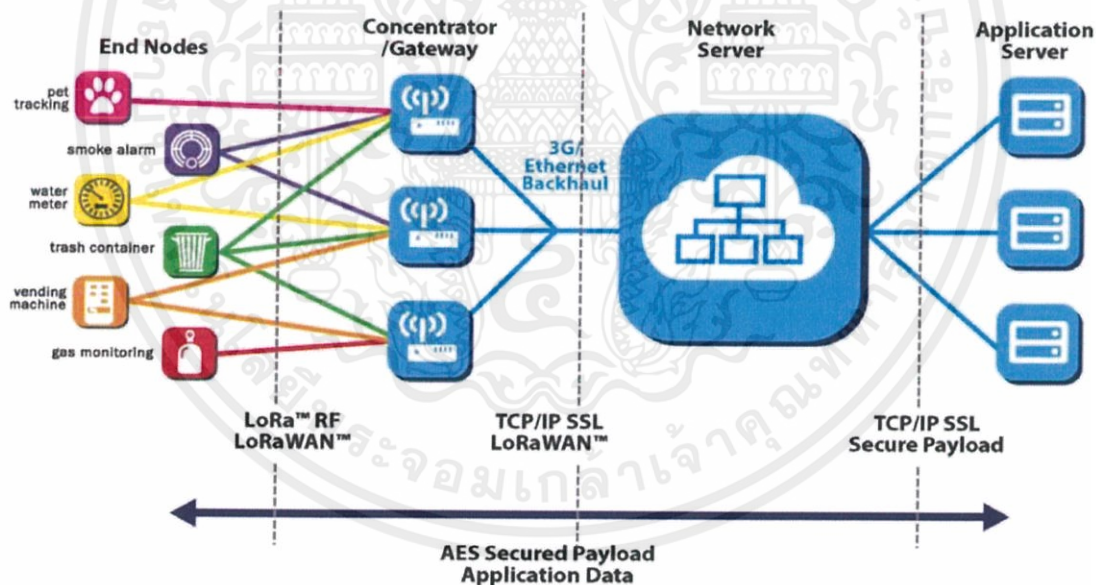 End Nodes
Concentrator
/Gateway
Network
Server
Application
Server
pet
tracking
smoke alarm
water
meter
trash container
vending
machine
gas monitoring
3G/
Ethernet
Backhaul
LoRa™ RF
LoRaWAN™
TCP/IP SSL
LoRaWAN™
TCP/IP SSL
Secure Payload
AES Secured Payload
Application Data